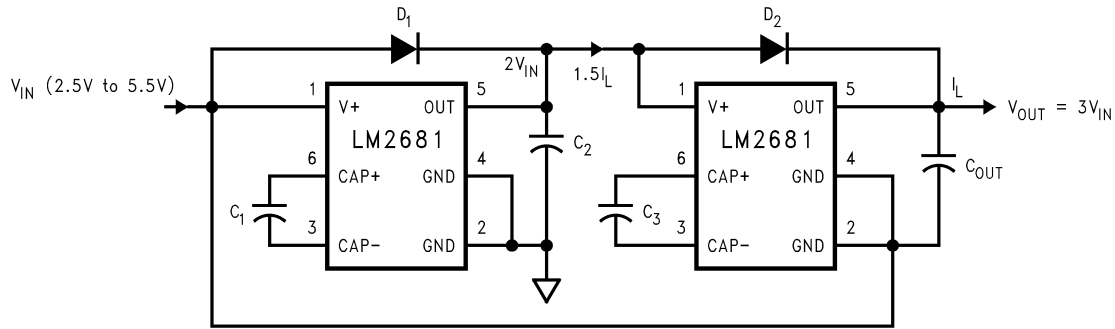 D1
D2
VIN (2.5V to 5.5V)
2VIN
1.5IL
IL
VOUT = 3VIN
1
V+
OUT
5
LM2681
6
CAP+
GND
4
3
CAP-
GND
2
C1
C2
1
V+
OUT
5
LM2681
6
CAP+
GND
4
3
CAP-
GND
2
C3
COUT